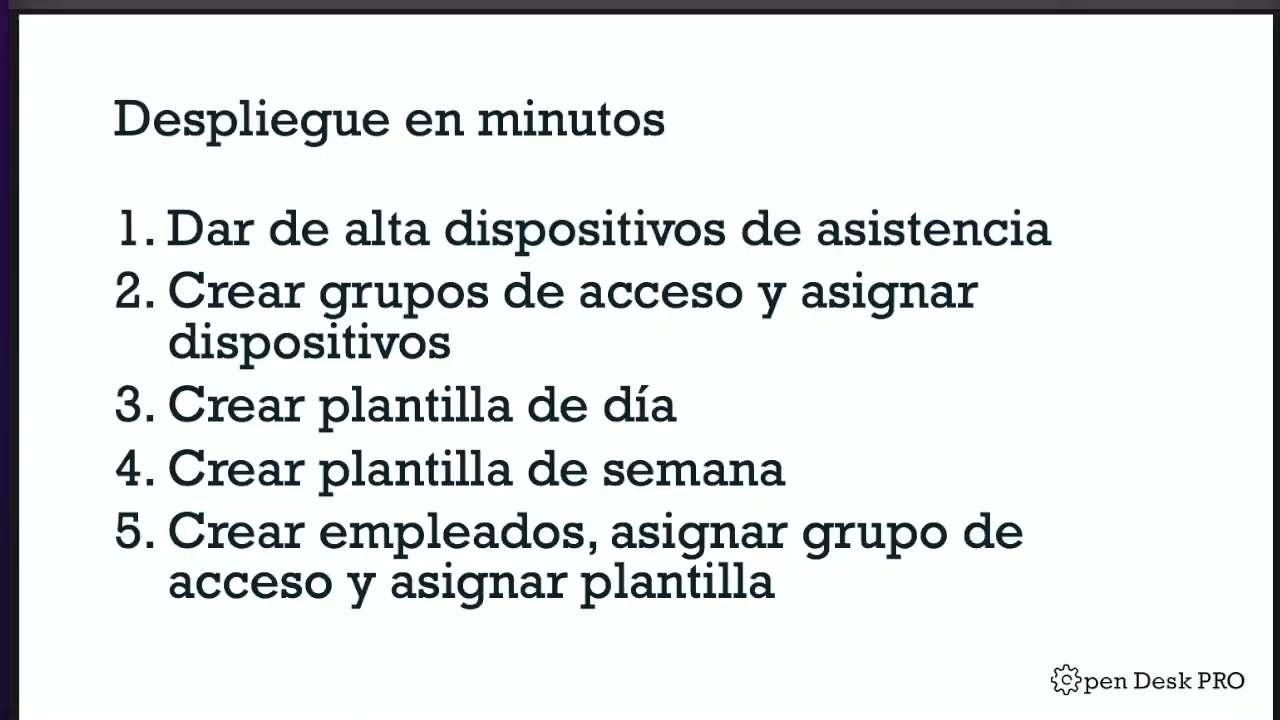 Despliegue en minutos
1. Dar de alta dispositivos de asistencia
2. Crear grupos de acceso y asignar
dispositivos
3. Crear plantilla de día
4. Crear plantilla de semana
5. Crear empleados, asignar grupo de
acceso y asignar plantilla
Open Desk PRO